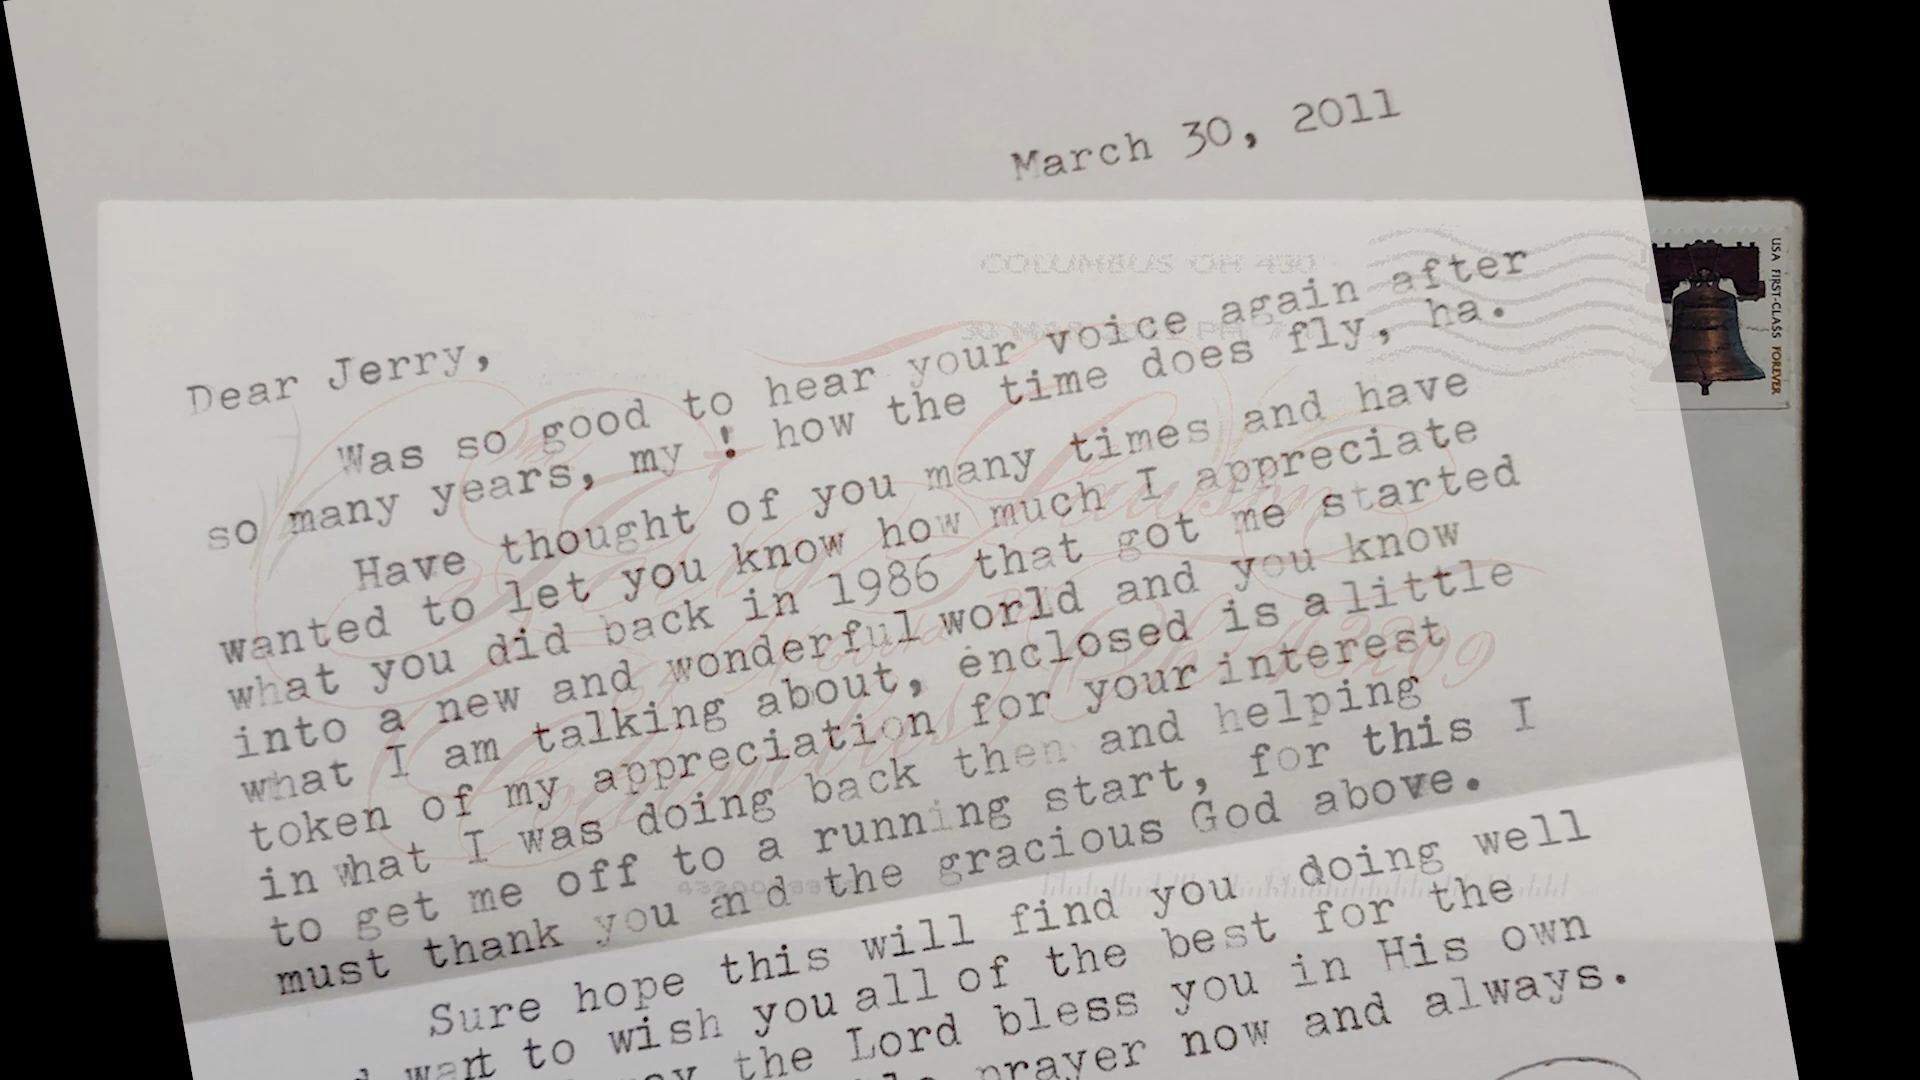 March 30, 2011
COLUMBUS OH 430
USA FIRST-CLASS FOREVER
Dear Jerry,
Was so good to hear your voice again after
so many years, my ! how the time does fly, ha.
Have thought of you many times and have
wanted to let you know how much I appreciate
what you did back in 1986 that got me started
into a new and wonderful world and you know
what I am talking about, enclosed is a little
token of my appreciation for your interest
in what I was doing back then and helping
to get me off to a running start, for this I
must thank you and the gracious God above.
Sure hope this will find you doing well
want to wish you all of the best for the
the Lord bless you in His own
prayer now and always.